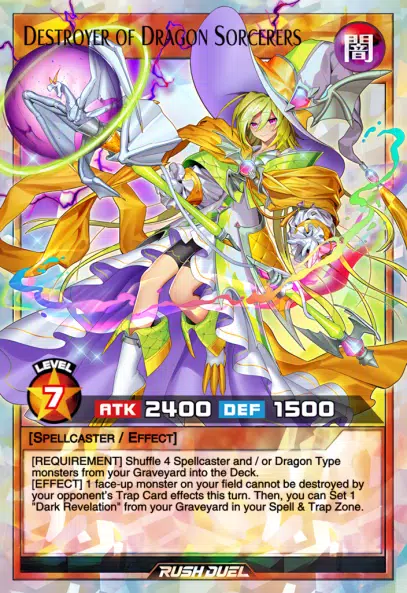 Destroyer of Dragon Sorcerers
闇
LEVEL
7
ATK 2400 DEF 1500
[Spellcaster / Effect]
[REQUIREMENT] Shuffle 4 Spellcaster and / or Dragon Type
monsters from your Graveyard into the Deck.
[EFFECT] 1 face-up monster on your field cannot be destroyed by
your opponent's Trap Card effects this turn. Then, you can Set 1
"Dark Revelation" from your Graveyard in your Spell & Trap Zone.
RUSH DUEL